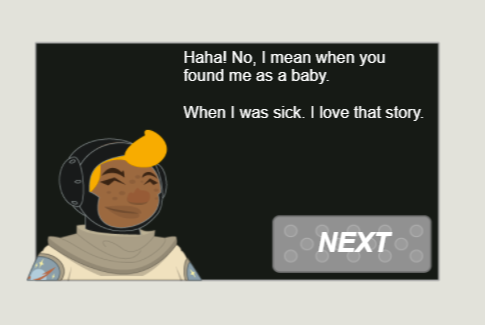 Haha! No, I mean when you
found me as a baby.
When I was sick. I love that story.
NEXT